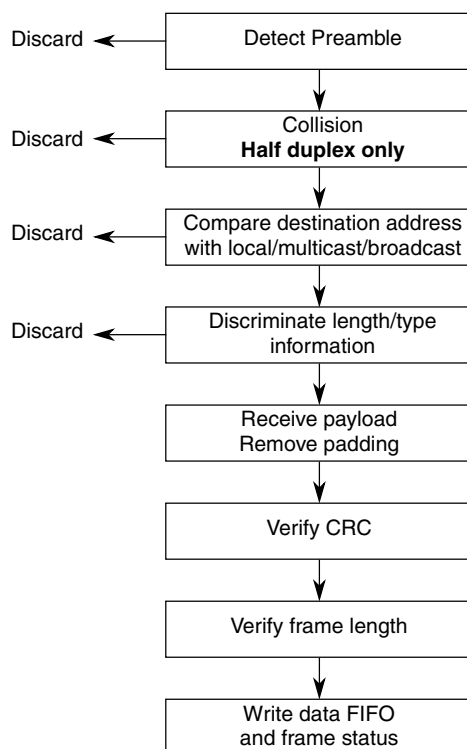 Discard
Detect Preamble
Discard
Collision
Half duplex only
Discard
Compare destination address
with local/multicast/broadcast
Discard
Discriminate length/type
information
Receive payload
Remove padding
Verify CRC
Verify frame length
Write data FIFO
and frame status